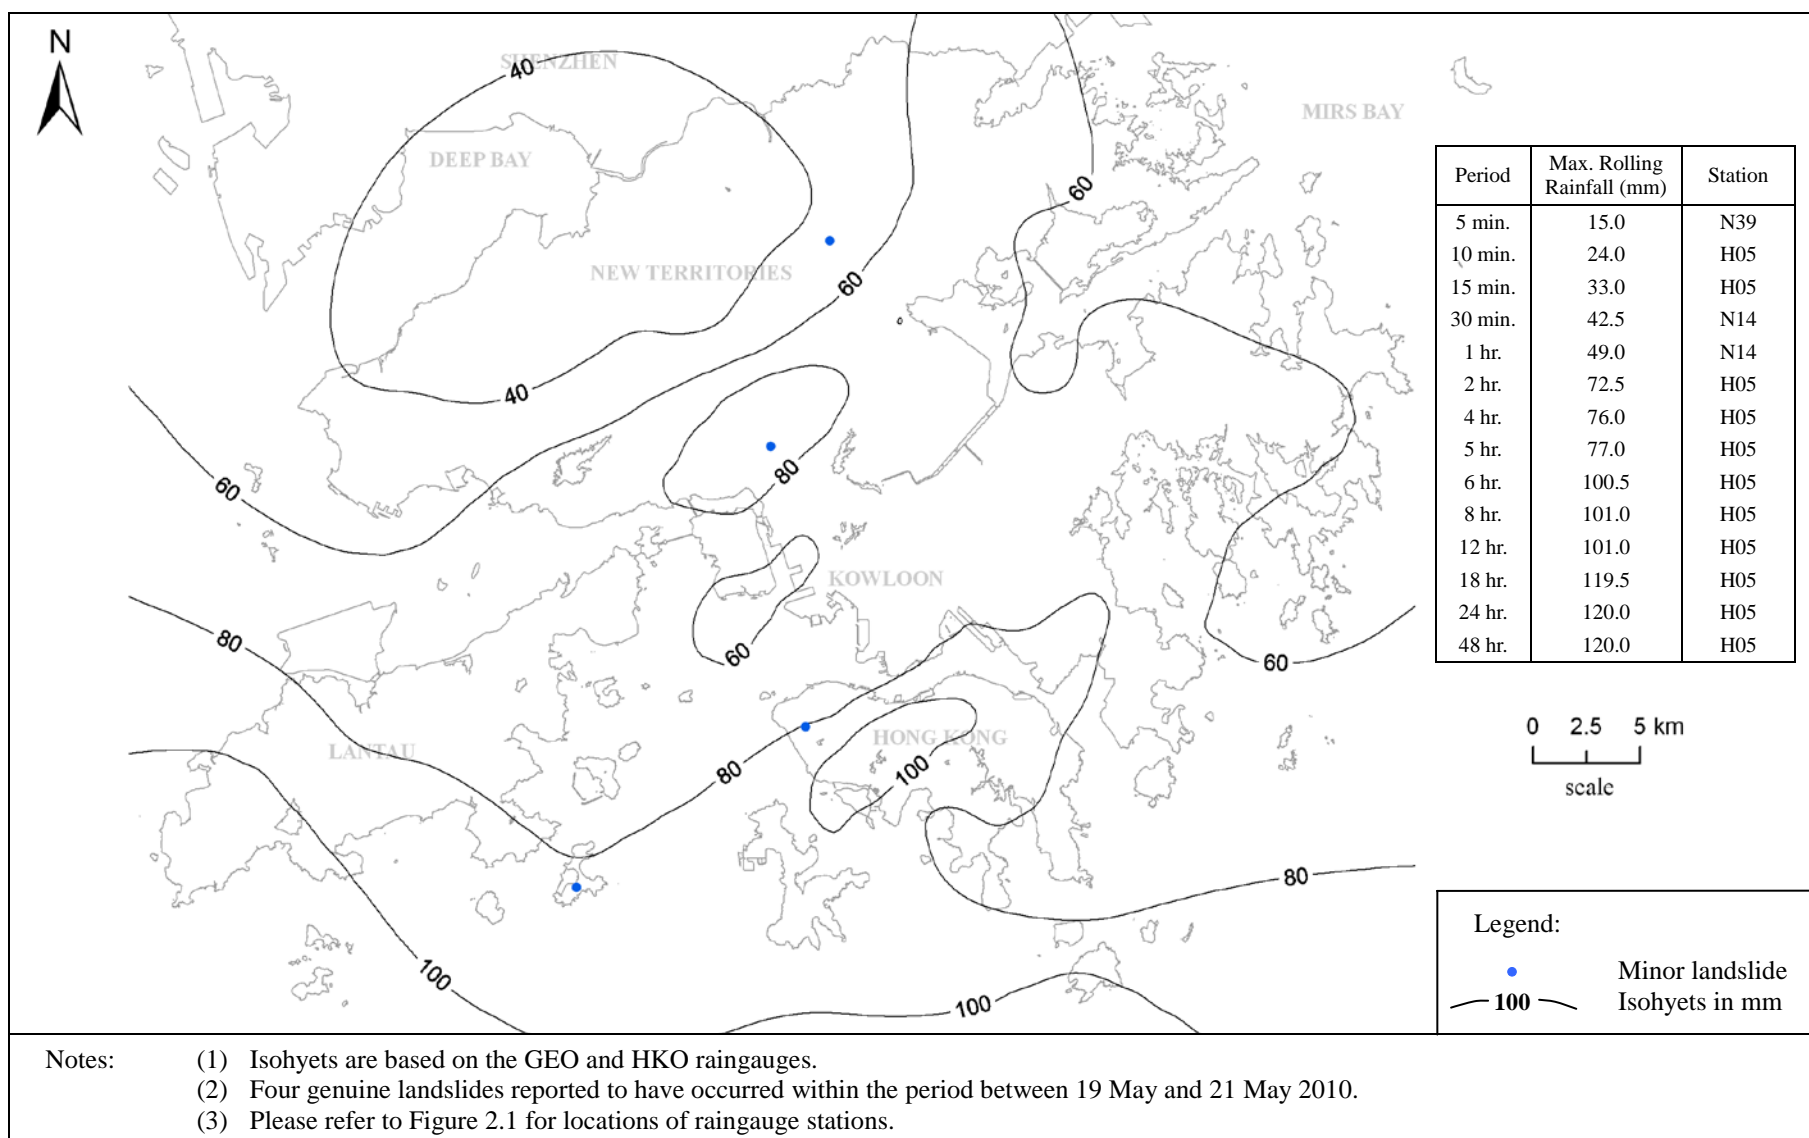 N
SHENZHEN
40
MIRS BAY
DEEP BAY
60
NEW TERRITORIES
60
40
80
60
KOWLOON
80
60
60
LANTAU
HONG KONG
80
100
80
100
100
Period Max. Rolling Rainfall (mm) Station
5 min. 15.0 N39
10 min. 24.0 H05
15 min. 33.0 H05
30 min. 42.5 N14
1 hr. 49.0 N14
2 hr. 72.5 H05
4 hr. 76.0 H05
5 hr. 77.0 H05
6 hr. 100.5 H05
8 hr. 101.0 H05
12 hr. 101.0 H05
18 hr. 119.5 H05
24 hr. 120.0 H05
48 hr. 120.0 H05
0 2.5 5 km
scale
Legend:
Minor landslide
100 Isohyets in mm
Notes: (1) Isohyets are based on the GEO and HKO raingauges.
(2) Four genuine landslides reported to have occurred within the period between 19 May and 21 May 2010.
(3) Please refer to Figure 2.1 for locations of raingauge stations.